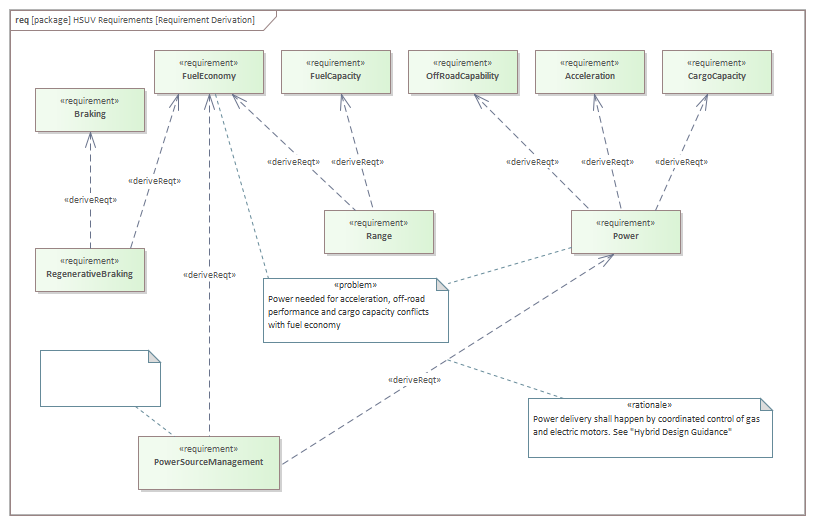 req [package] HSUV Requirements [Requirement Derivation]
«requirement»
FuelEconomy
«requirement»
FuelCapacity
«requirement»
OffRoadCapability
«requirement»
Acceleration
«requirement»
CargoCapacity
«requirement»
Braking
«deriveReqt»
«deriveReqt»
«deriveReqt»
«deriveReqt»
«deriveReqt»
«deriveReqt»
«deriveReqt»
«requirement»
Range
«requirement»
Power
«requirement»
RegenerativeBraking
«deriveReqt»
«problem»
Power needed for acceleration, off-road
performance and cargo capacity conflicts
with fuel economy
«deriveReqt»
«rationale»
Power delivery shall happen by coordinated control of gas
and electric motors. See "Hybrid Design Guidance"
«requirement»
PowerSourceManagement